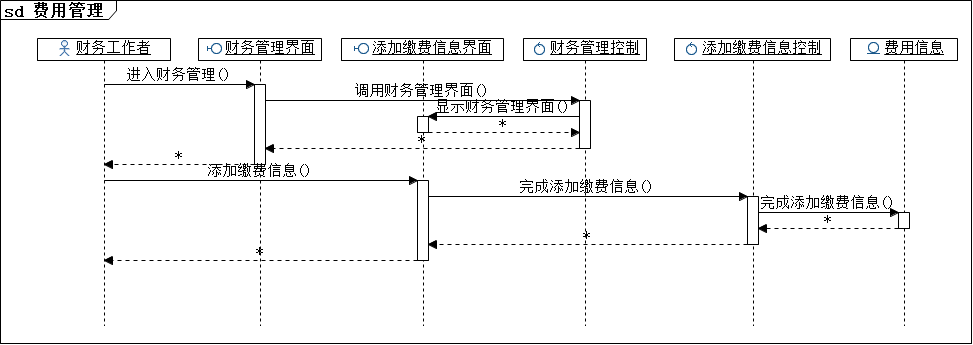 sd 费用管理
财务工作者
财务管理界面
添加缴费信息界面
财务管理控制
添加缴费信息控制
费用信息
进入财务管理()
调用财务管理界面()
显示财务管理界面()
*
*
*
添加缴费信息()
完成添加缴费信息()
完成添加缴费信息()
*
*
*